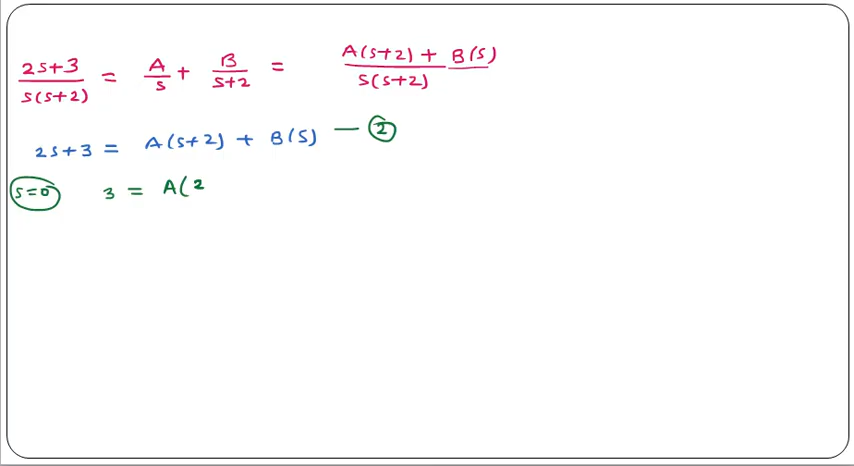 2s+3/s(s+2) = A/s + B/s+2 = A(s+2) + B(s)/s(s+2)
2s+3 = A(s+2) + B(s) — ②
s=0 3 = A(2